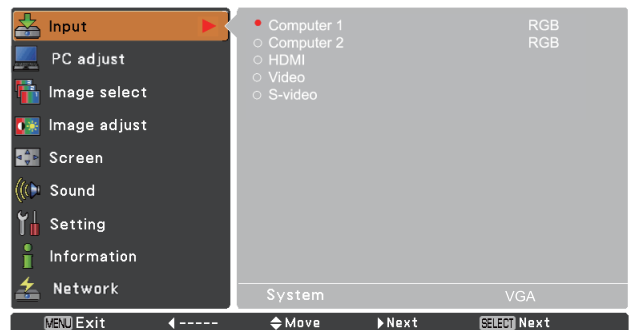 Input
PC adjust
Image select
Image adjust
Screen
Sound
Setting
Information
Network
Computer 1 RGB
Computer 2 RGB
HDMI
Video
S-video
System VGA
MENU Exit ----- Move Next SELECT Next